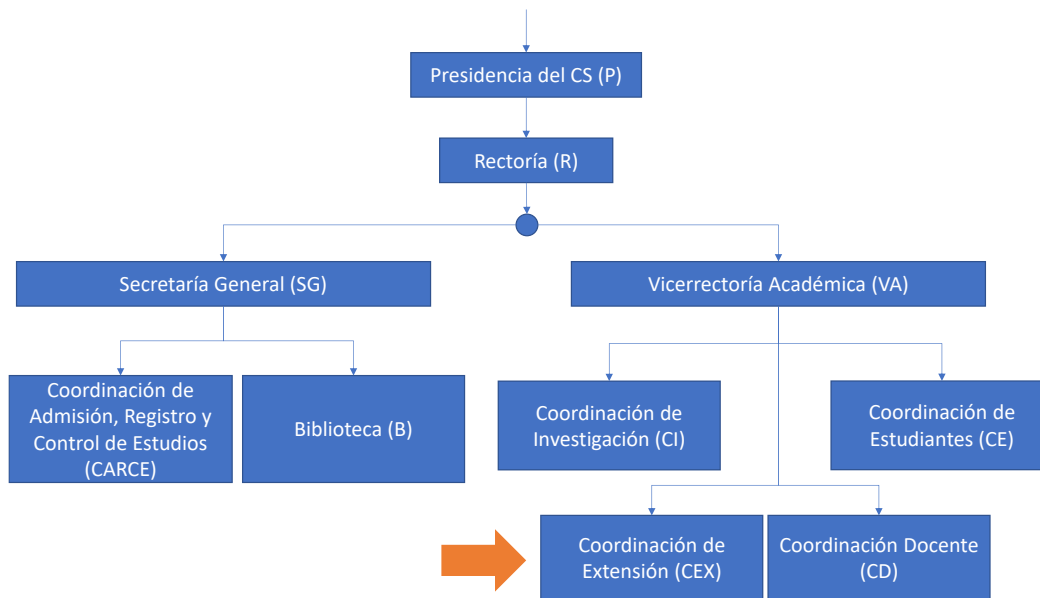 Presidencia del CS (P)
Rectoría (R)
Secretaría General (SG)
Vicerrectoría Académica (VA)
Coordinación de
Admisión, Registro y
Control de Estudios
(CARCE)
Biblioteca (B)
Coordinación de
Investigación (CI)
Coordinación de
Estudiantes (CE)
Coordinación de
Extensión (CEX)
Coordinación Docente
(CD)